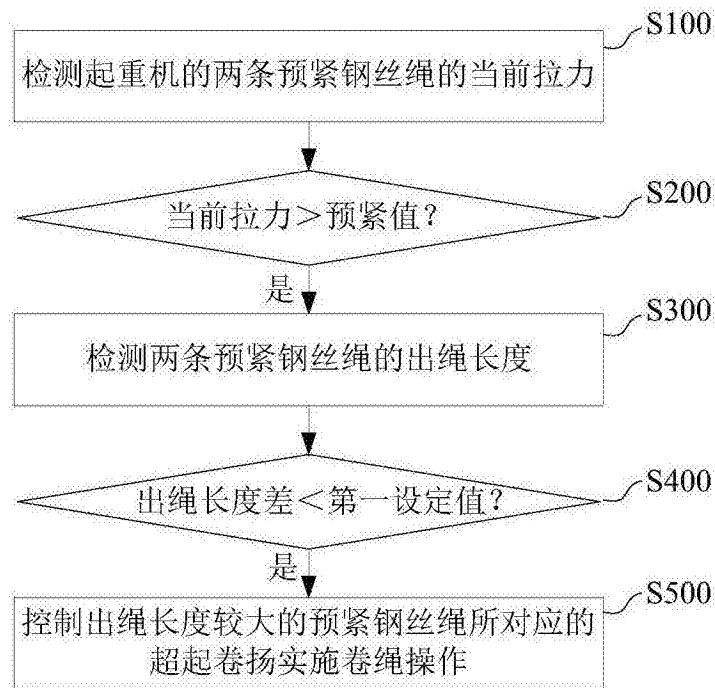 S100
检测起重机的两条预紧钢丝绳的当前拉力
S200
当前拉力＞预紧值？
是
S300
检测两条预紧钢丝绳的出绳长度
S400
出绳长度差＜第一设定值？
是
S500
控制出绳长度较大的预紧钢丝绳所对应的
超起卷扬实施卷绳操作